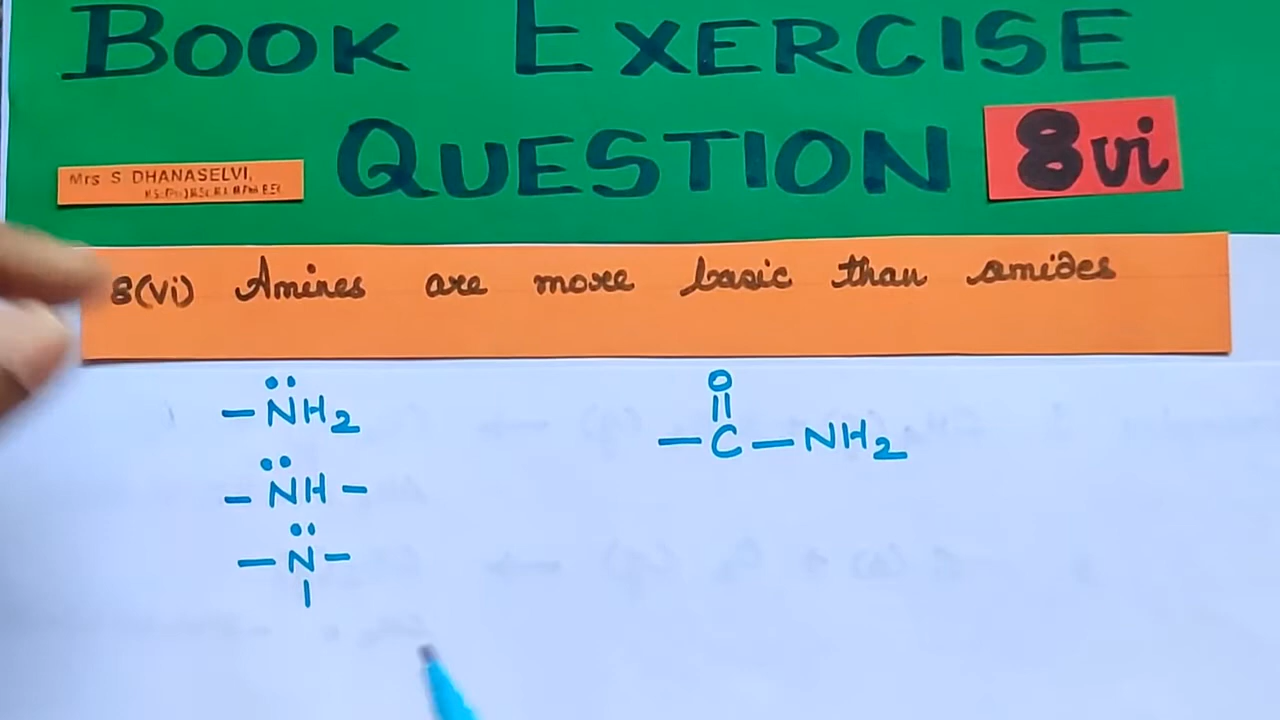 BOOK EXERCISE
QUESTION 8vi
Mrs S DHANASELVI,
8(vi) Amines are more basic than amides
–N̈H₂
O
||
–C–NH₂
–N̈H–
–N̈–
|